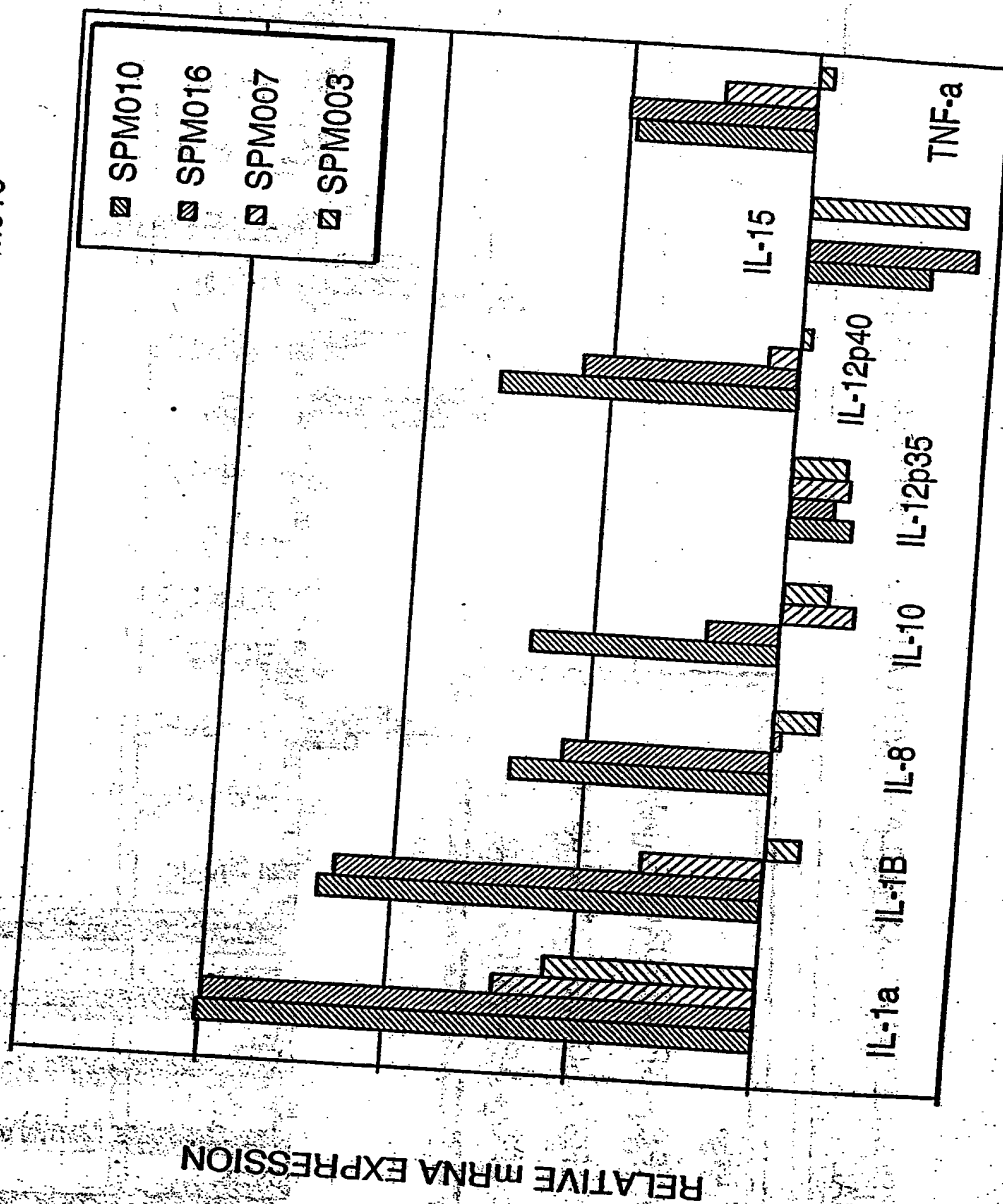 SPM010
SPM016
SPM007
SPM003
RELATIVE mRNA EXPRESSION
IL-1a
IL-1B
IL-8
IL-10
IL-12p35
IL-12p40
IL-15
TNF-a